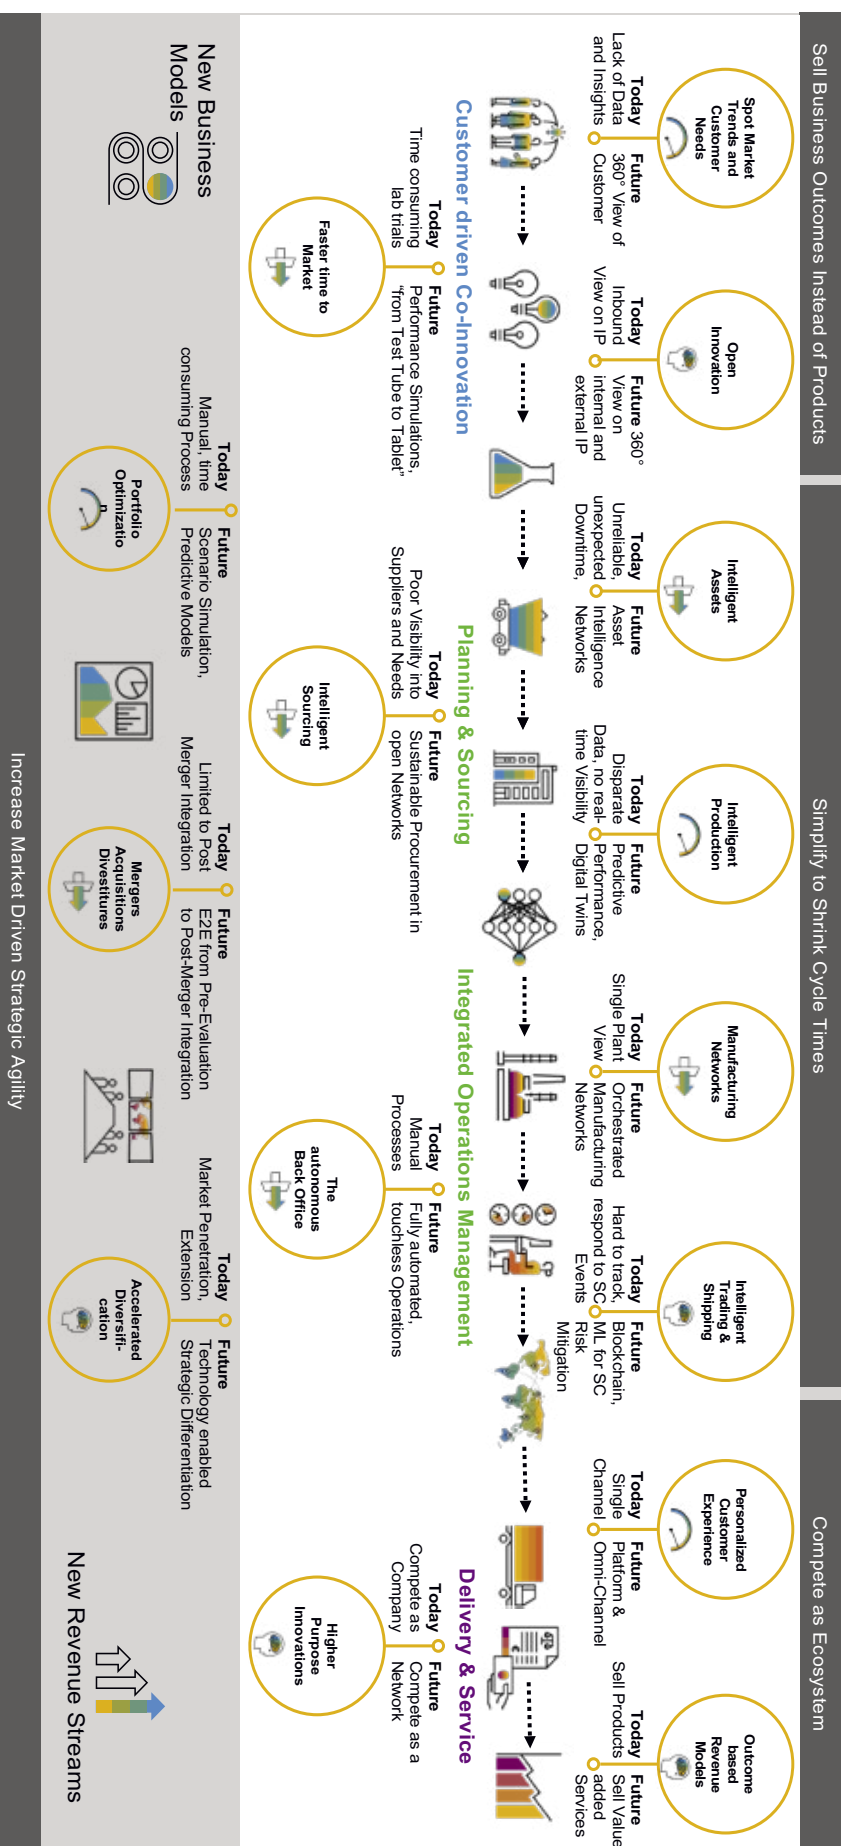 Sell Business Outcomes Instead of Products
Simplify to Shrink Cycle Times
Compete as Ecosystem
Spot Market
Trends and
Customer
Needs
Today
Lack of Data
and Insights
Future
360° View of
Customer
Open
Innovation
Today
Inbound
View on IP
Future 360°
View on
internal and
external IP
Intelligent
Assets
Today
Unreliable,
unexpected
Downtime,
Future
Asset
Intelligence
Networks
Intelligent
Production
Today
Disparate
Data, no real-
time Visibility
Future
Predictive
Performance,
Digital Twins
Manufacturing
Networks
Today
Single Plant
View
Future
Orchestrated
Manufacturing
Networks
Intelligent
Trading &
Shipping
Today
Hard to track,
respond to SC
Events
Future
Blockchain,
ML for SC
Risk
Mitigation
Personalized
Customer
Experience
Today
Single
Channel
Future
Platform &
Omni-Channel
Outcome
based
Revenue
Models
Today
Sell Products
Future
Sell Value
added
Services
Customer driven Co-Innovation
Planning & Sourcing
Integrated Operations Management
Delivery & Service
Today
Time consuming
lab trials
Future
Performance Simulations,
“from Test Tube to Tablet”
Faster time to
Market
Today
Poor Visibility into
Suppliers and Needs
Future
Sustainable Procurement in
open Networks
Intelligent
Sourcing
Today
Manual
Processes
Future
Fully automated,
touchless Operations
The
autonomous
Back Office
Today
Compete as
Company
Future
Compete as a
Network
Higher
Purpose
Innovations
New Business
Models
Today
Manual, time
consuming Process
Future
Scenario Simulation,
Predictive Models
Portfolio
Optimizatio
n
Today
Limited to Post
Merger Integration
Future
E2E from Pre-Evaluation
to Post-Merger Integration
Mergers
Acquisitions
Divestitures
Today
Market Penetration,
Extension
Future
Technology enabled
Strategic Differentiation
Accelerated
Diversifi-
cation
New Revenue Streams
Increase Market Driven Strategic Agility